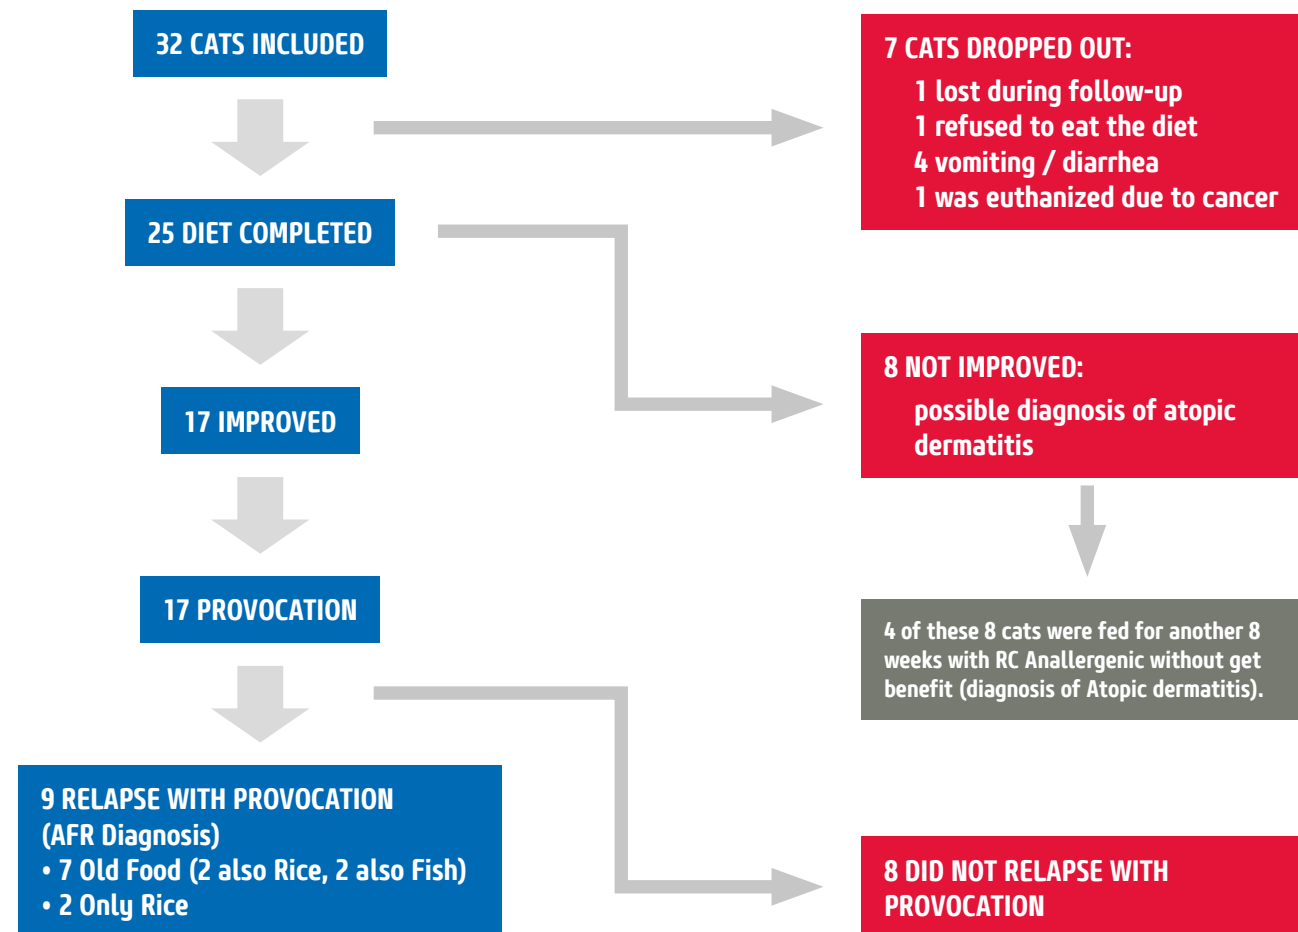 32 CATS INCLUDED
7 CATS DROPPED OUT:
1 lost during follow-up
1 refused to eat the diet
4 vomiting / diarrhea
1 was euthanized due to cancer
25 DIET COMPLETED
8 NOT IMPROVED:
possible diagnosis of atopic
dermatitis
17 IMPROVED
4 of these 8 cats were fed for another 8
weeks with RC Anallergenic without get
benefit (diagnosis of Atopic dermatitis).
17 PROVOCATION
9 RELAPSE WITH PROVOCATION
(AFR Diagnosis)
• 7 Old Food (2 also Rice, 2 also Fish)
• 2 Only Rice
8 DID NOT RELAPSE WITH
PROVOCATION